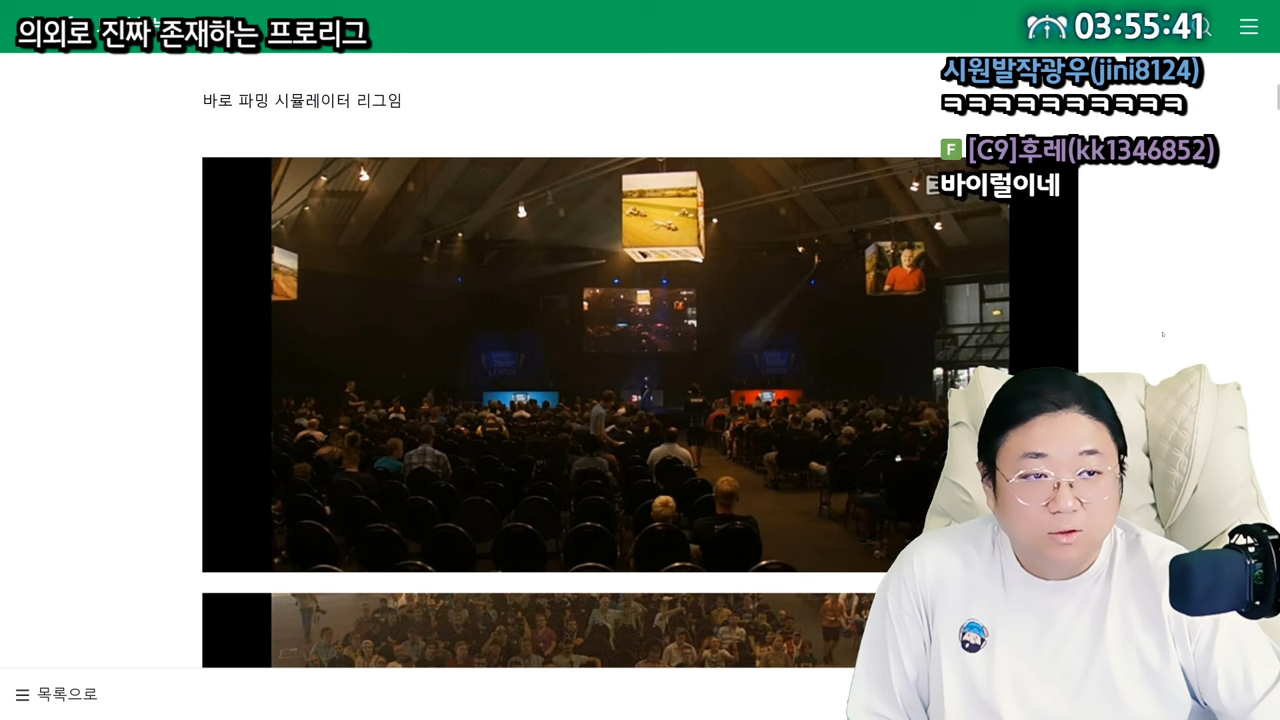 의외로 진짜 존재하는 프로리그
03:55:41
시원발작광우(jini8124)
ㅋㅋㅋㅋㅋㅋㅋㅋㅋㅋ
F [C9]후레(kk1346852)
바이럴이네
바로 파밍 시뮬레이터 리그임
목록으로